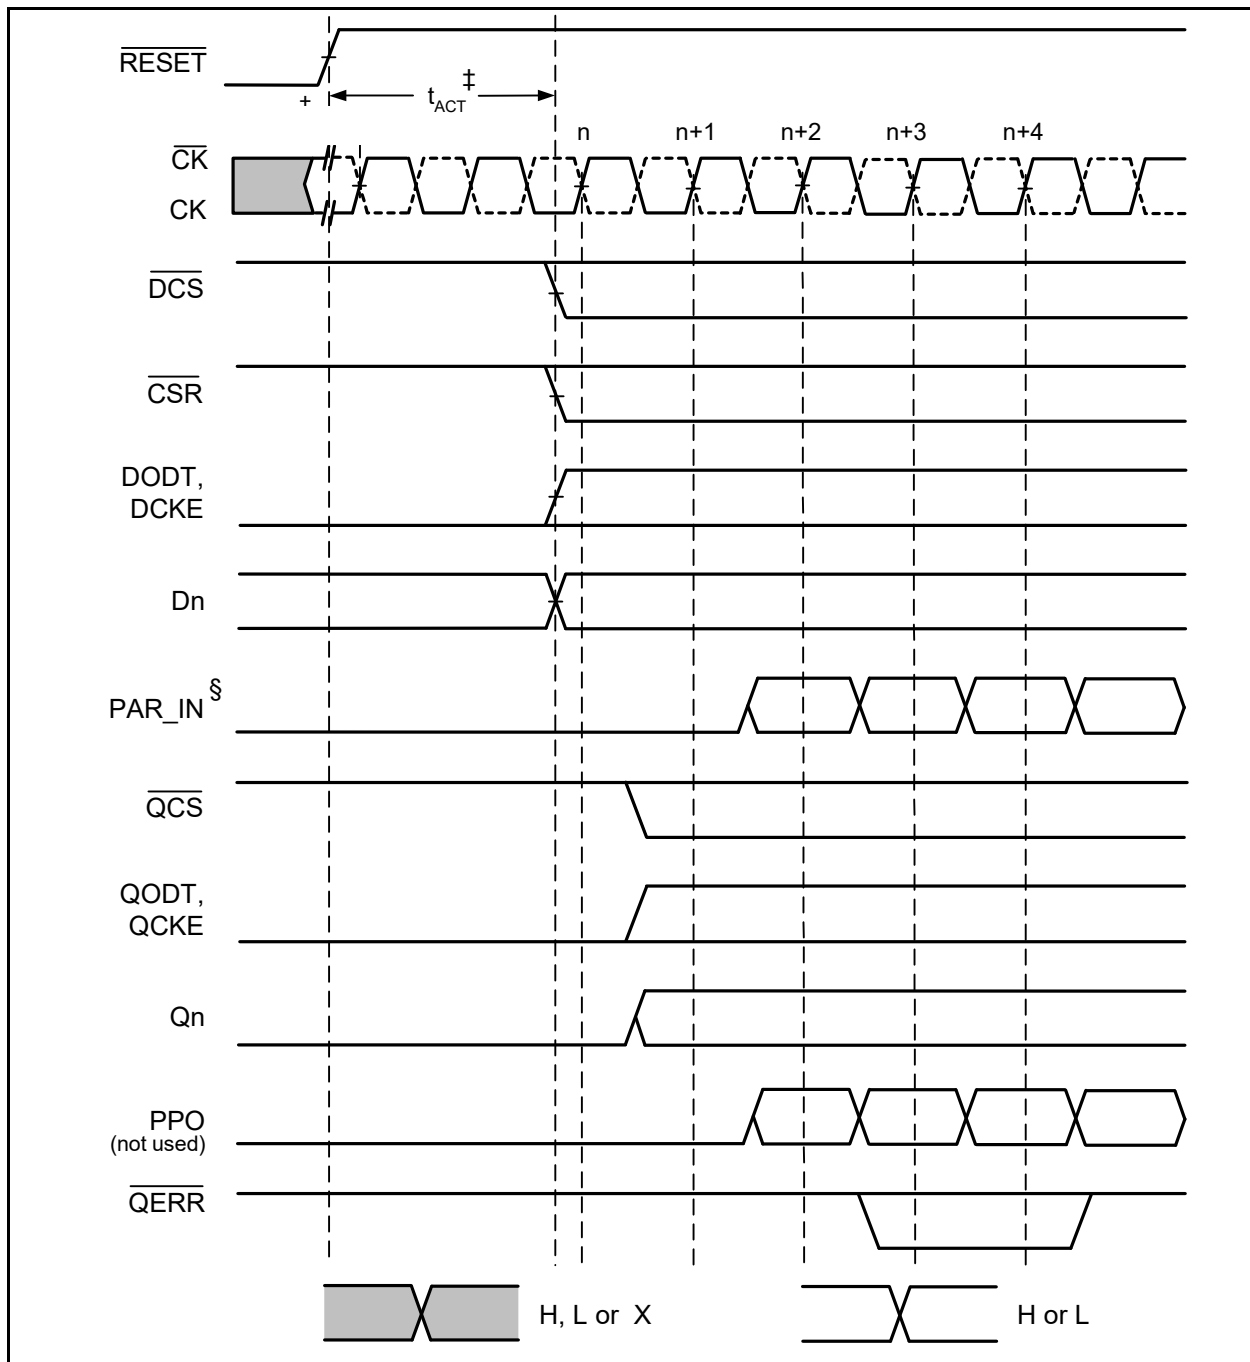 RESET
+
tACT‡
n n+1 n+2 n+3 n+4
CK
CK
DCS
CSR
DODT,
DCKE
Dn
PAR_IN§
QCS
QODT,
QCKE
Qn
PPO
(not used)
QERR
H, L or X
H or L